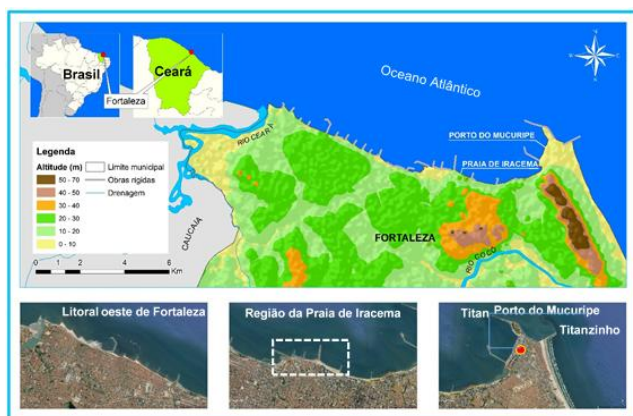 Brasil
Fortaleza
Ceará
Oceano Atlântico
N
RIO CEARÁ
PORTO DO MUCURIPE
PRAIA DE IRACEMA
Legenda
Altitude (m)
50 - 70
40 - 50
30 - 40
20 - 30
10 - 20
0 - 10
Limite municipal
Obras rígidas
Drenagem
CAUCAIA
FORTALEZA
RIO COCÓ
0 1 2 4 6
Km
Litoral oeste de Fortaleza
Região da Praia de Iracema
Titan
Porto do Mucuripe
Titanzinho